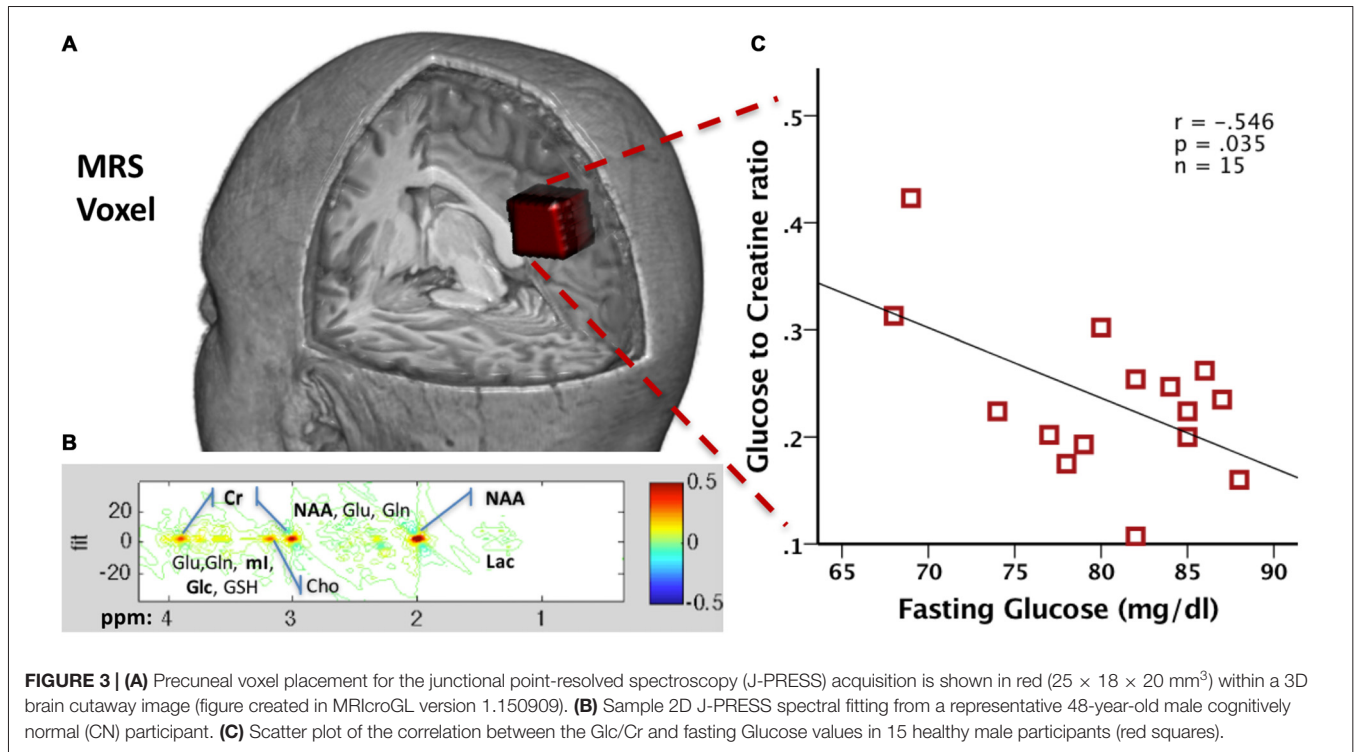 A
MRS
Voxel
B
fit
20
0
-20
Cr
NAA, Glu, Gln
NAA
Glu,Gln, mI,
Glc, GSH
Cho
Lac
ppm: 4 3 2 1
0.5
0
-0.5
C
Glucose to Creatine ratio
.5
.4
.3
.2
.1
r = -.546
p = .035
n = 15
65 70 75 80 85 90
Fasting Glucose (mg/dl)
FIGURE 3 | (A) Precuneal voxel placement for the junctional point-resolved spectroscopy (J-PRESS) acquisition is shown in red (25 × 18 × 20 mm³) within a 3D
brain cutaway image (figure created in MRIcroGL version 1.150909). (B) Sample 2D J-PRESS spectral fitting from a representative 48-year-old male cognitively
normal (CN) participant. (C) Scatter plot of the correlation between the Glc/Cr and fasting Glucose values in 15 healthy male participants (red squares).